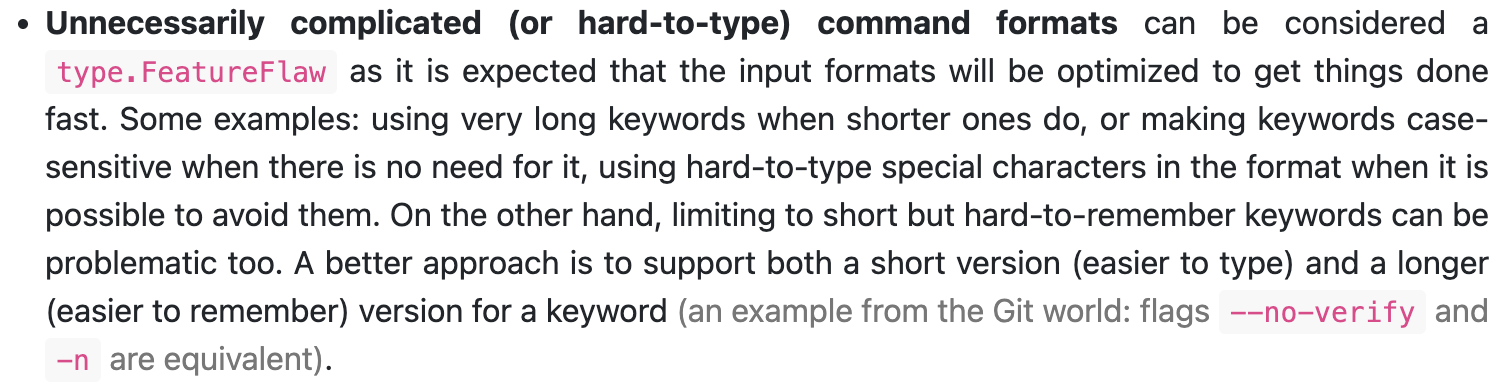 • Unnecessarily complicated (or hard-to-type) command formats can be considered a
type.FeatureFlaw as it is expected that the input formats will be optimized to get things done
fast. Some examples: using very long keywords when shorter ones do, or making keywords case-
sensitive when there is no need for it, using hard-to-type special characters in the format when it is
possible to avoid them. On the other hand, limiting to short but hard-to-remember keywords can be
problematic too. A better approach is to support both a short version (easier to type) and a longer
(easier to remember) version for a keyword (an example from the Git world: flags --no-verify and
-n are equivalent).